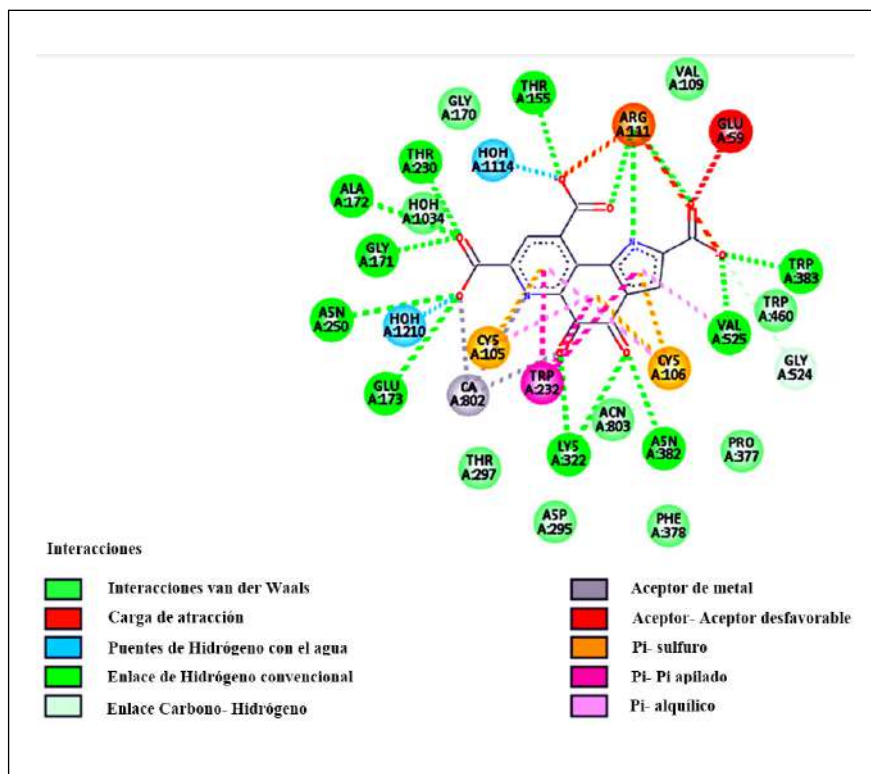 VAL
A:109
THR
A:155
GLY
A:170
ARG
A:111
GLU
A:59
THR
A:230
HOH
A:1114
ALA
A:172
HOH
A:1034
GLY
A:171
TRP
A:383
ASN
A:250
HOH
A:1210
TRP
A:460
VAL
A:525
CYS
A:105
CYS
A:106
GLY
A:524
GLU
A:173
CA
A:802
TRP
A:232
ACN
A:803
LYS
A:322
ASN
A:382
PRO
A:377
THR
A:297
ASP
A:295
PHE
A:378
O
O
O
O
O
O
N
N
O
O
Interacciones
Interacciones van der Waals
Carga de atracción
Puentes de Hidrógeno con el agua
Enlace de Hidrógeno convencional
Enlace Carbono- Hidrógeno
Aceptor de metal
Aceptor- Aceptor desfavorable
Pi- sulfuro
Pi- Pi apilado
Pi- alquílico